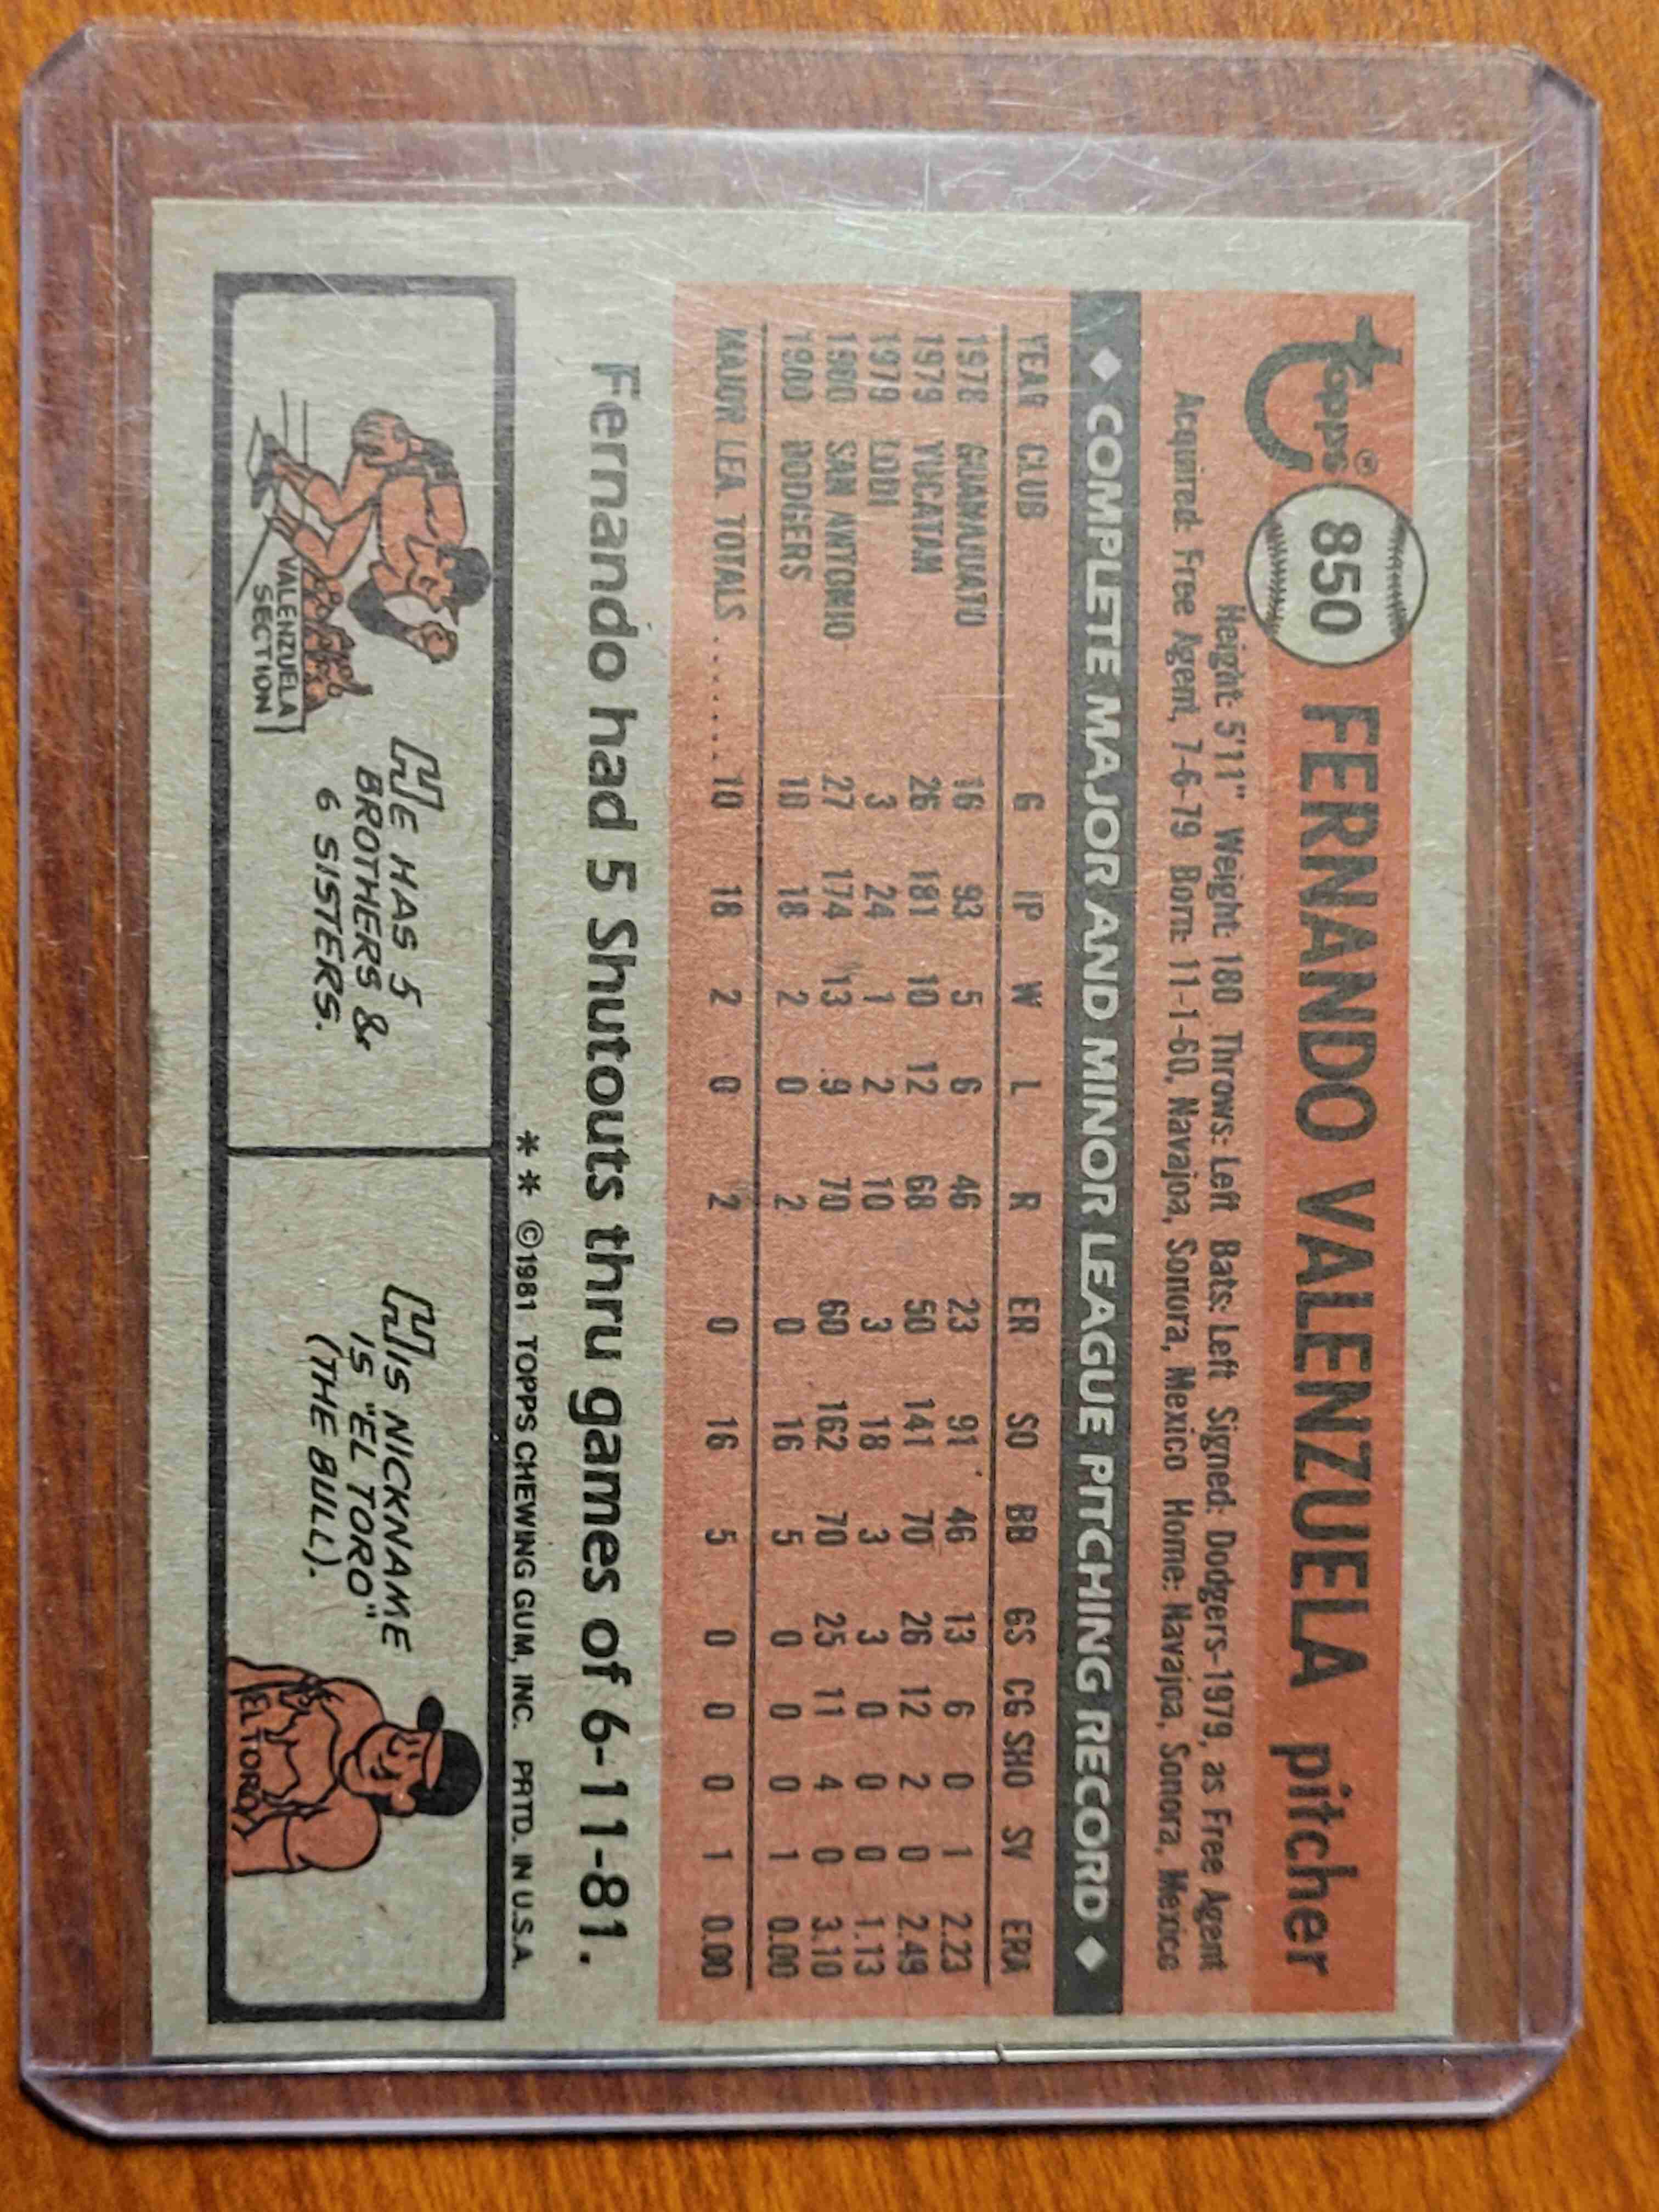 topps® 850 FERNANDO VALENZUELA pitcher
Height: 5'11" Weight: 180 Throws: Left Bats: Left Signed: Dodgers-1979, as Free Agent
Acquired: Free Agent, 7-6-79 Born: 11-1-60, Navajoa, Sonora, Mexico Home: Navajoa, Sonora, Mexico
◆ COMPLETE MAJOR AND MINOR LEAGUE PITCHING RECORD ◆
YEAR CLUB G IP W L R ER SO BB GS CG SHO SV ERA
1978 GUANAJUATO 16 93 5 6 46 23 91 46 13 6 0 1 2.23
1979 YUCATAN 26 181 10 12 68 50 141 70 26 12 2 0 2.49
1979 LODI 3 24 1 2 10 3 18 3 3 0 0 0 1.13
1980 SAN ANTONIO 27 174 13 9 70 60 162 70 25 11 4 0 3.10
1980 DODGERS 10 18 2 0 2 0 16 5 0 0 0 1 0.00
MAJOR LEA. TOTALS ....... 10 18 2 0 2 0 16 5 0 0 0 1 0.00
Fernando had 5 Shutouts thru games of 6-11-81.
** ©1981 TOPPS CHEWING GUM, INC. PRTD. IN U.S.A.
HE HAS 5
BROTHERS &
6 SISTERS.
VALENZUELA
SECTION
HIS NICKNAME
IS "EL TORO"
(THE BULL).
EL TORO